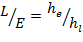 L/E = hₑ/hₗ